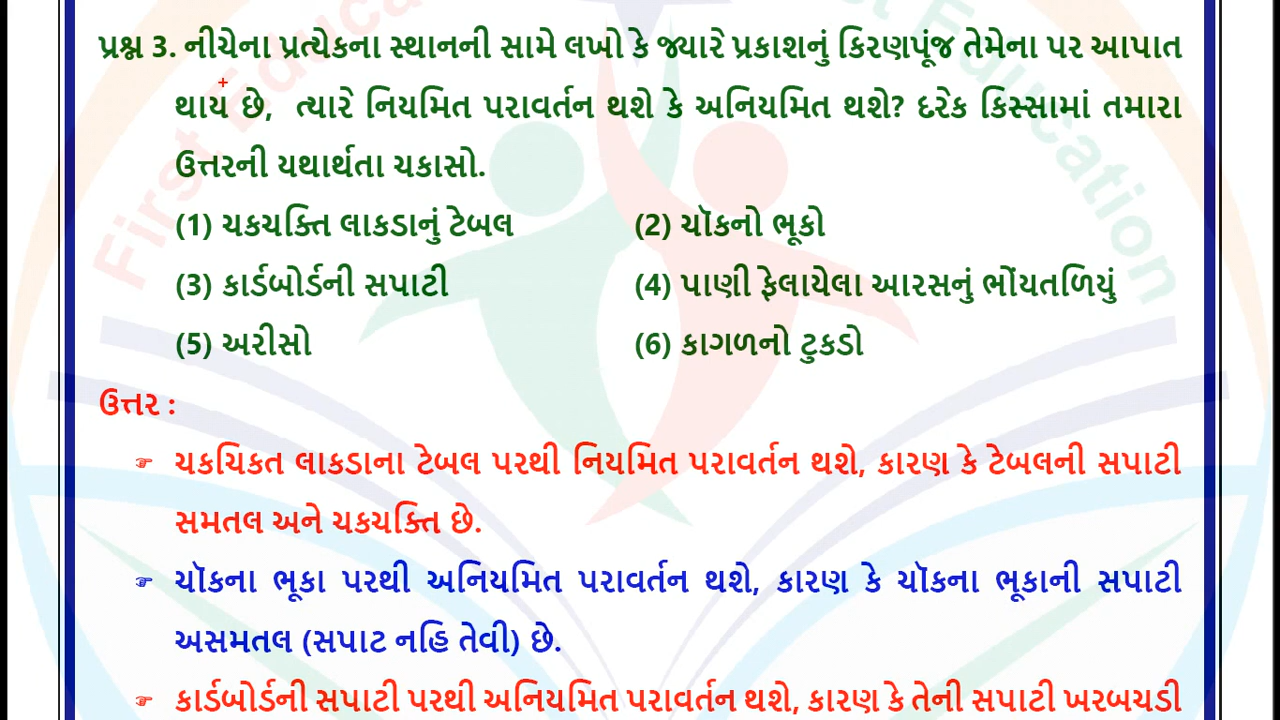 પ્રશ્ન 3. નીચેના પ્રત્યેકના સ્થાનની સામે લખો કે જ્યારે પ્રકાશનું કિરણપૂંજ તેમેના પર આપાત
થાય છે, ત્યારે નિયમિત પરાવર્તન થશે કે અનિયમિત થશે? દરેક કિસ્સામાં તમારા
ઉત્તરની યથાર્થતા ચકાસો.
(1) ચકચક્તિ લાકડાનું ટેબલ (2) ચૉકનો ભૂકો
(3) કાર્ડબોર્ડની સપાટી (4) પાણી ફેલાયેલા આરસનું ભોંયતળિયું
(5) અરીસો (6) કાગળનો ટુકડો
ઉત્તર :
☞ ચકચિકત લાકડાના ટેબલ પરથી નિયમિત પરાવર્તન થશે, કારણ કે ટેબલની સપાટી
સમતલ અને ચકચક્તિ છે.
☞ ચૉકના ભૂકા પરથી અનિયમિત પરાવર્તન થશે, કારણ કે ચૉકના ભૂકાની સપાટી
અસમતલ (સપાટ નહિ તેવી) છે.
☞ કાર્ડબોર્ડની સપાટી પરથી અનિયમિત પરાવર્તન થશે, કારણ કે તેની સપાટી ખરબચડી
First Education